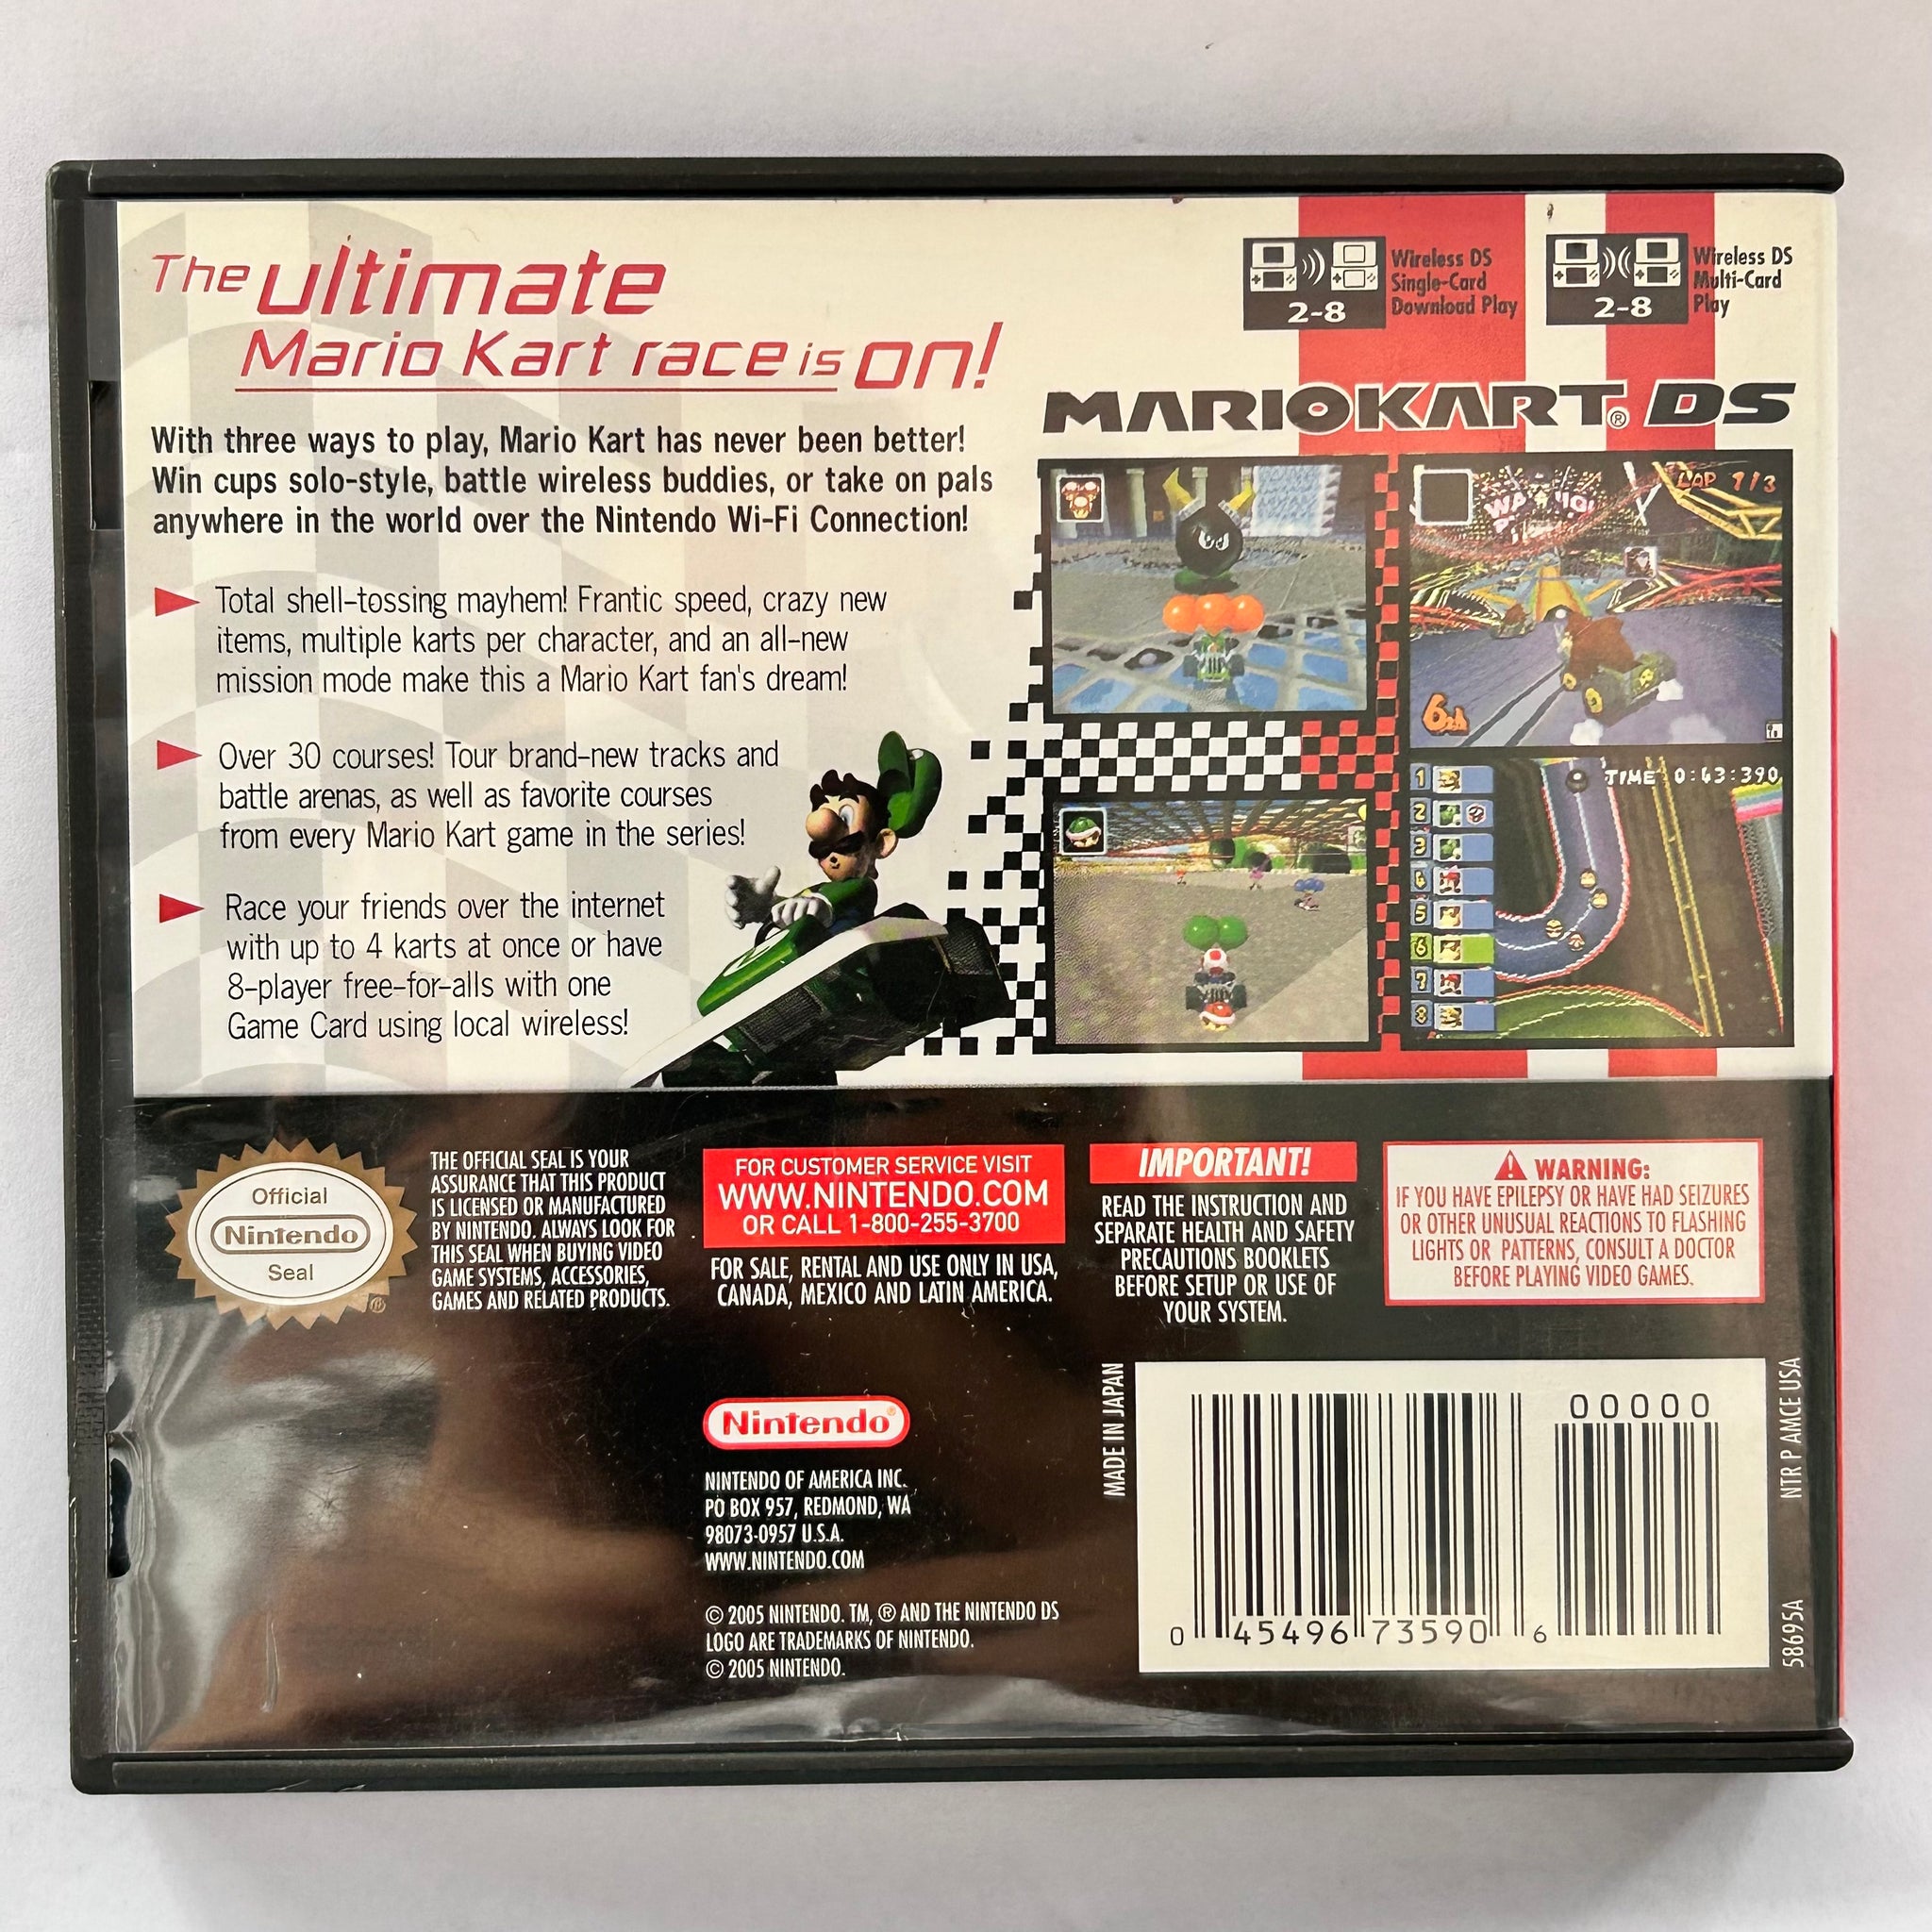 The ultimate
Mario Kart race is on!
With three ways to play, Mario Kart has never been better!
Win cups solo-style, battle wireless buddies, or take on pals
anywhere in the world over the Nintendo Wi-Fi Connection!
Total shell-tossing mayhem! Frantic speed, crazy new
items, multiple karts per character, and an all-new
mission mode make this a Mario Kart fan's dream!
Over 30 courses! Tour brand-new tracks and
battle arenas, as well as favorite courses
from every Mario Kart game in the series!
Race your friends over the internet
with up to 4 karts at once or have
8-player free-for-alls with one
Game Card using local wireless!
2-8
Wireless DS
Single-Card
Download Play
2-8
Wireless DS
Multi-Card
Play
MARIOKART® DS
LAP 1/3
6th
TIME 0:43:390
1
2
3
4
5
6
7
8
Official
Nintendo
Seal
®
THE OFFICIAL SEAL IS YOUR
ASSURANCE THAT THIS PRODUCT
IS LICENSED OR MANUFACTURED
BY NINTENDO. ALWAYS LOOK FOR
THIS SEAL WHEN BUYING VIDEO
GAME SYSTEMS, ACCESSORIES,
GAMES AND RELATED PRODUCTS.
FOR CUSTOMER SERVICE VISIT
WWW.NINTENDO.COM
OR CALL 1-800-255-3700
FOR SALE, RENTAL AND USE ONLY IN USA,
CANADA, MEXICO AND LATIN AMERICA.
IMPORTANT!
READ THE INSTRUCTION AND
SEPARATE HEALTH AND SAFETY
PRECAUTIONS BOOKLETS
BEFORE SETUP OR USE OF
YOUR SYSTEM.
WARNING:
IF YOU HAVE EPILEPSY OR HAVE HAD SEIZURES
OR OTHER UNUSUAL REACTIONS TO FLASHING
LIGHTS OR PATTERNS, CONSULT A DOCTOR
BEFORE PLAYING VIDEO GAMES.
Nintendo®
NINTENDO OF AMERICA INC.
PO BOX 957, REDMOND, WA
98073-0957 U.S.A.
WWW.NINTENDO.COM
© 2005 NINTENDO. TM, ® AND THE NINTENDO DS
LOGO ARE TRADEMARKS OF NINTENDO.
© 2005 NINTENDO.
MADE IN JAPAN
00000
0 45496 73590 6
NTR P AMCE USA
58695A